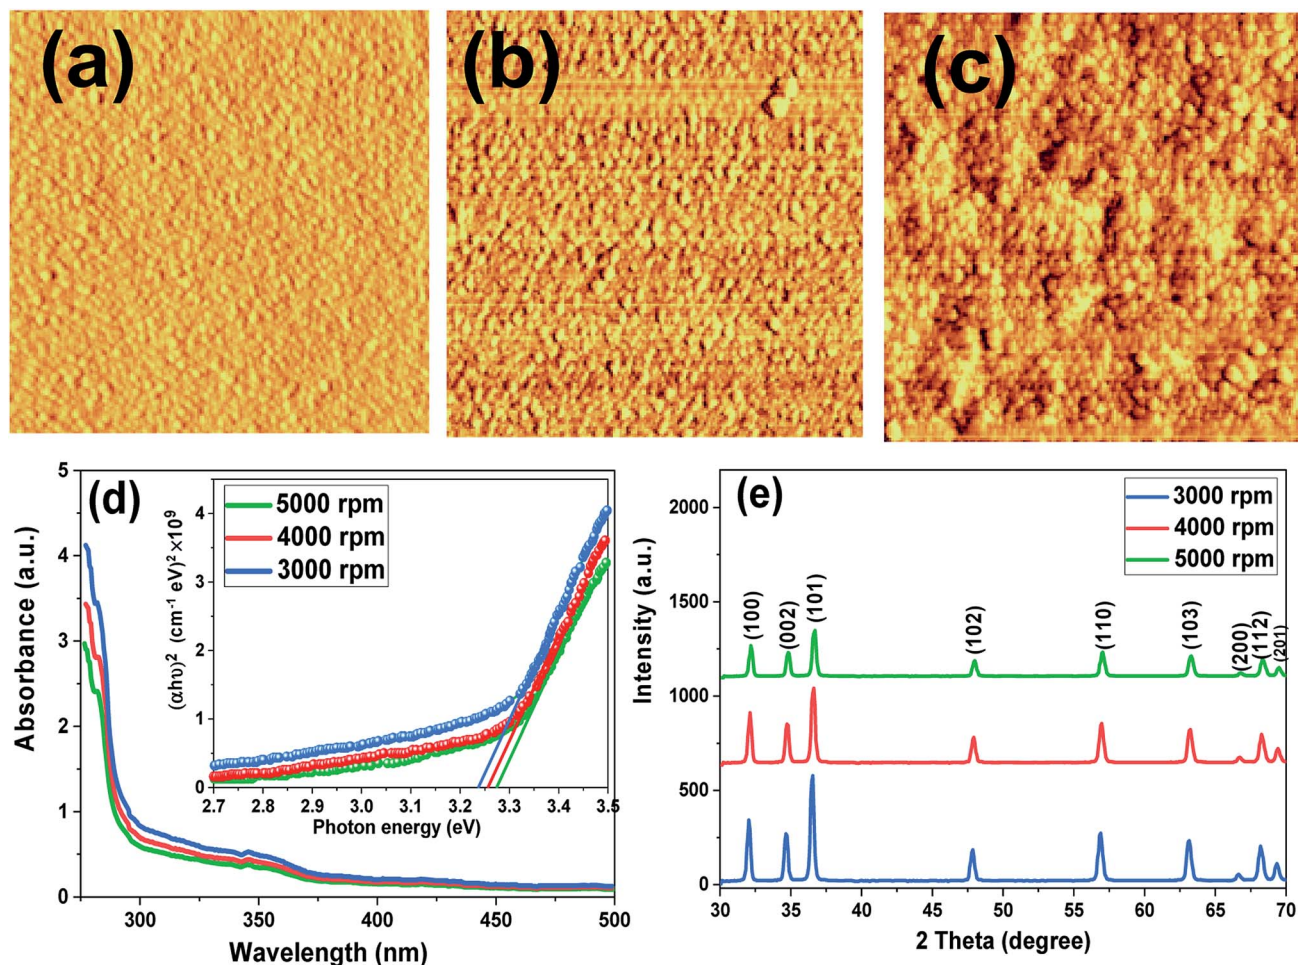 (a)
(b)
(c)
(d)
5
4
3
2
1
0
Absorbance (a.u.)
250
300
350
400
450
500
Wavelength (nm)
5000 rpm
4000 rpm
3000 rpm
(αhυ)² (cm⁻¹ eV)² ×10⁹
4
3
2
1
0
2.7
2.8
2.9
3.0
3.1
3.2
3.3
3.4
3.5
Photon energy (eV)
(e)
3000 rpm
4000 rpm
5000 rpm
2000
1500
1000
500
0
Intensity (a.u.)
(100)
(002)
(101)
(102)
(110)
(103)
(200)
(112)
(201)
30
35
40
45
50
55
60
65
70
2 Theta (degree)